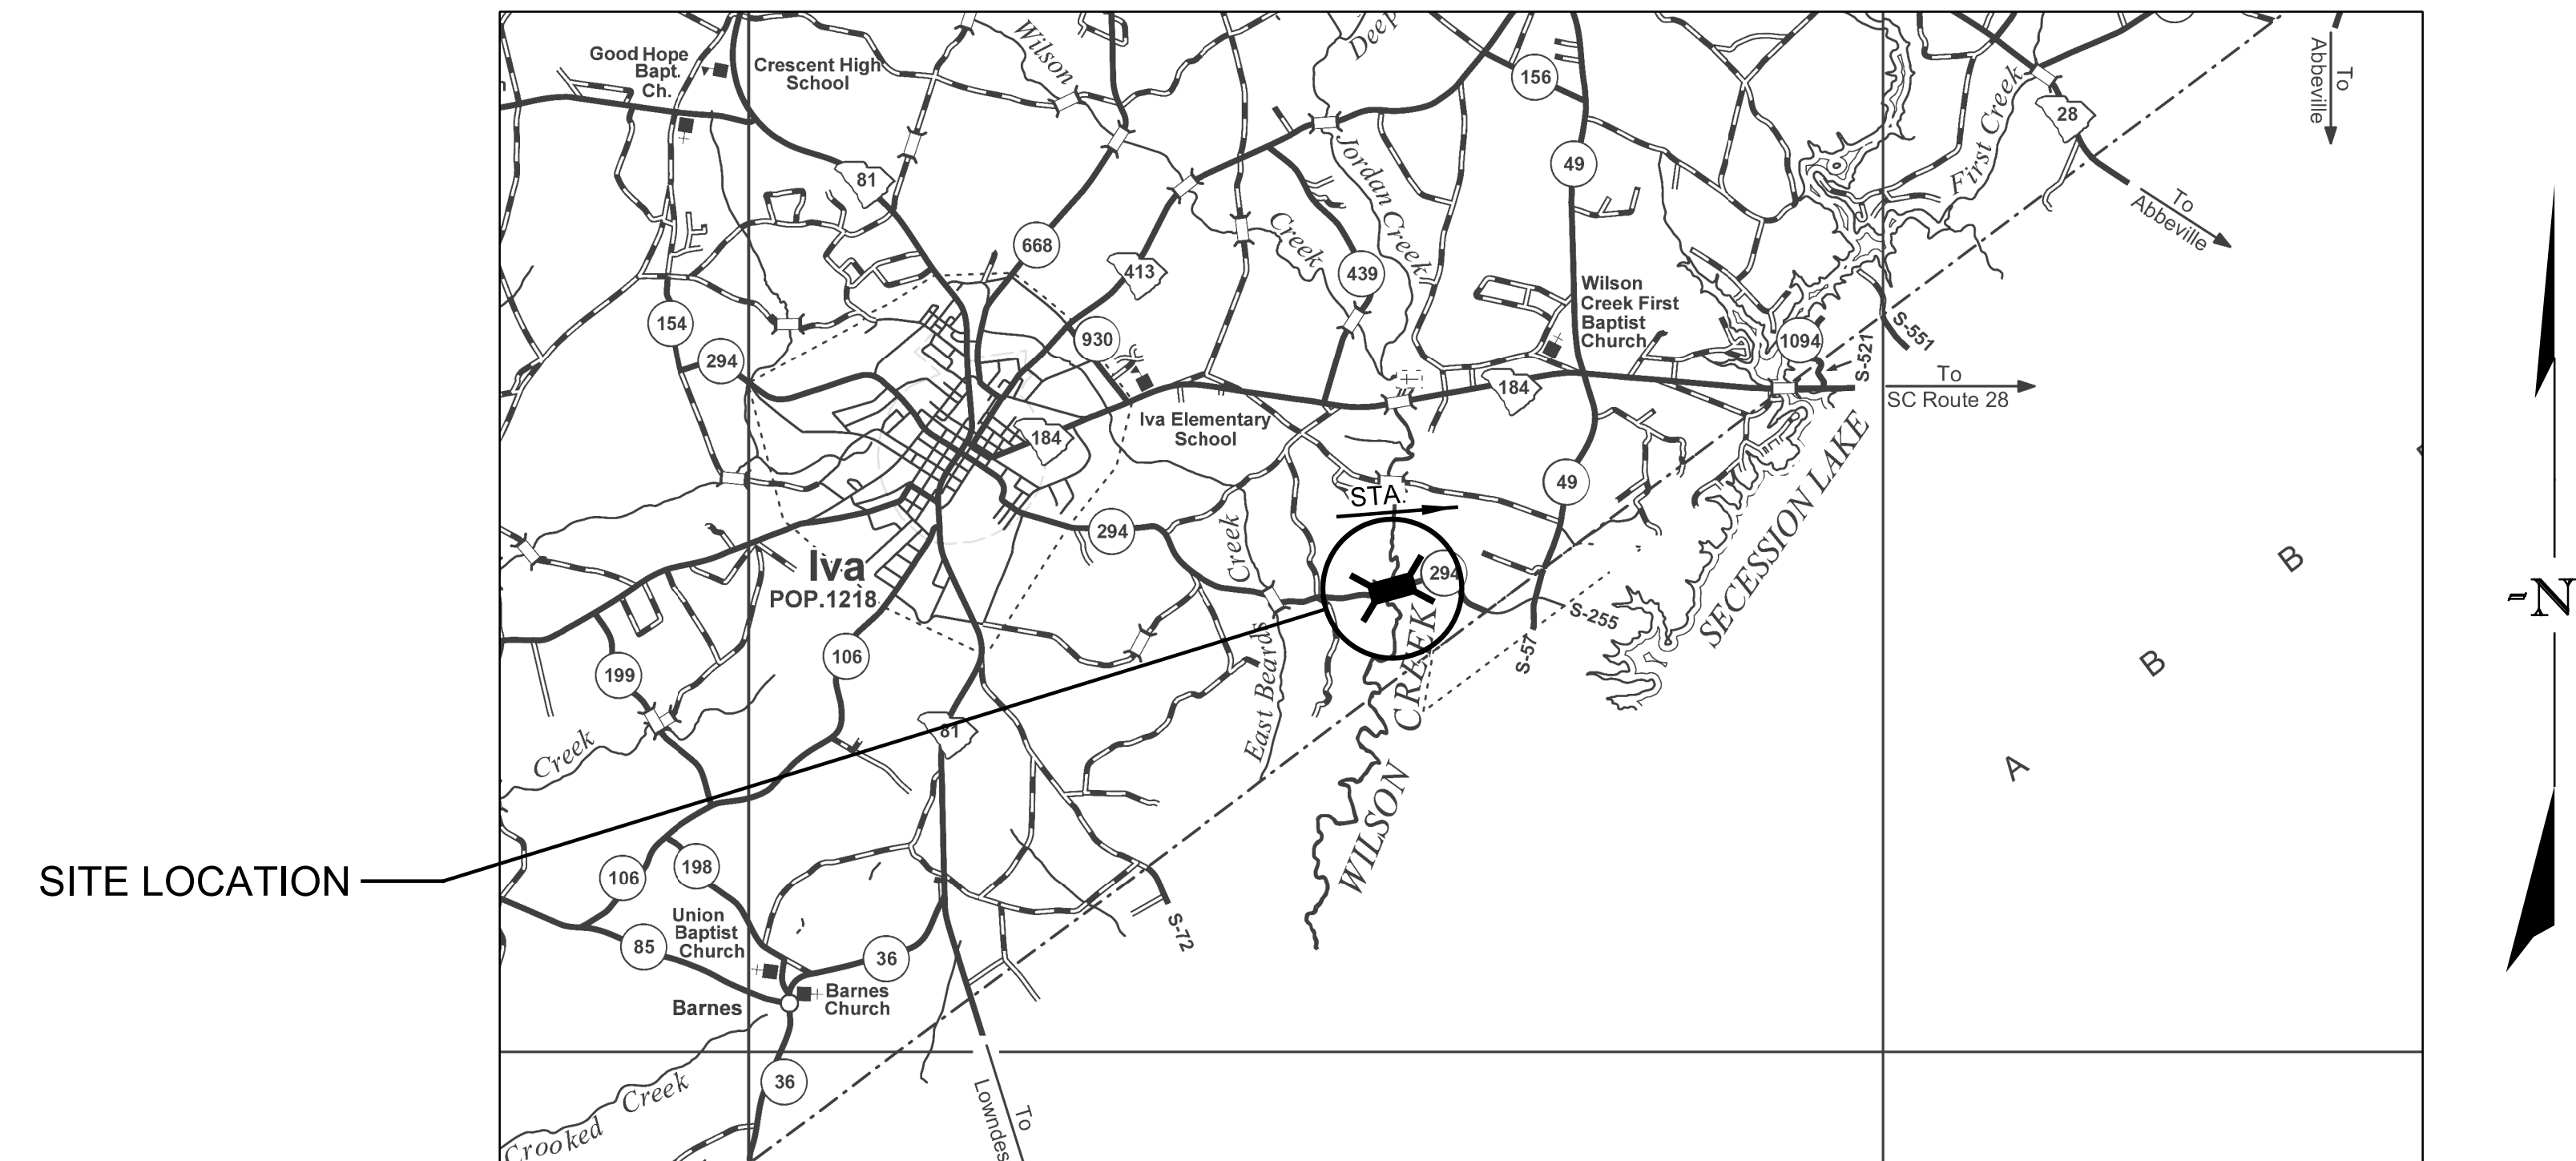 Good Hope
Bapt.
Ch.
Crescent High
School
Wilson
Deep
156
To
Abbeville
28
First Creek
49
81
Jordan Creek
To
Abbeville
668
413
Creek
439
Wilson
Creek First
Baptist
Church
154
294
930
1094
S-551
S-521
To
SC Route 28
184
184
Iva Elementary
School
SECESSION LAKE
49
STA.
294
Creek
Iva
POP.1218
294
B
-N
S-255
S-57
199
106
East Beards
CREEK
B
81
Creek
A
WILSON
SITE LOCATION
106
198
Union
Baptist
Church
85
36
S-72
Barnes
Barnes
Church
36
Crooked Creek
To
Lowndes